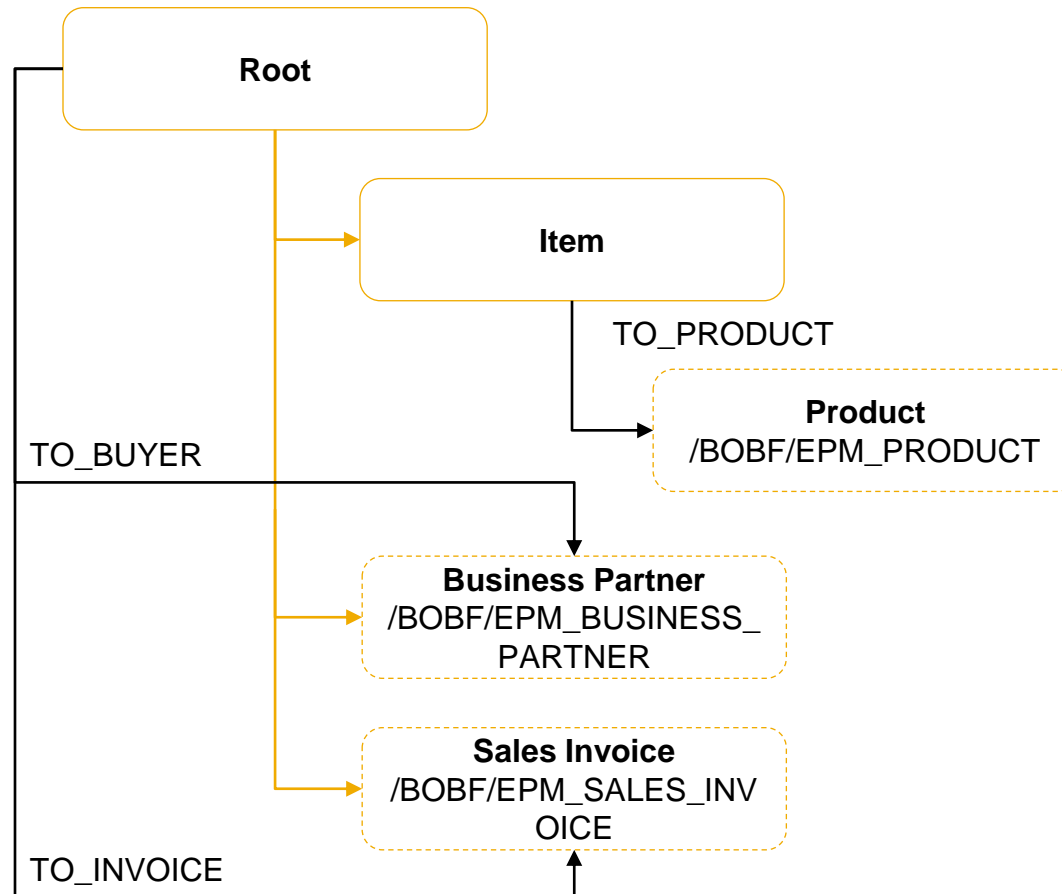 Root
Item
TO_PRODUCT
Product
/BOBF/EPM_PRODUCT
TO_BUYER
Business Partner
/BOBF/EPM_BUSINESS_
PARTNER
Sales Invoice
/BOBF/EPM_SALES_INV
OICE
TO_INVOICE